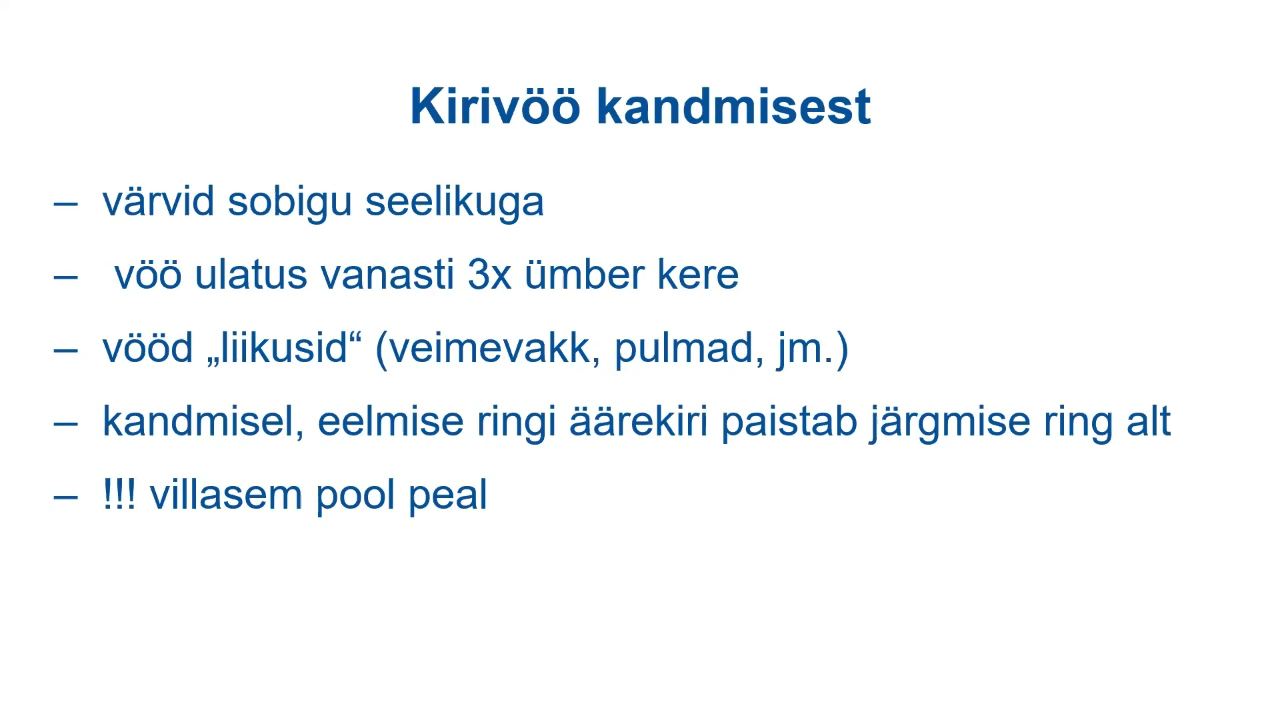 Kirivöö kandmisest
– värvid sobigu seelikuga
– vöö ulatus vanasti 3x ümber kere
– vööd „liikusid“ (veimevakk, pulmad, jm.)
– kandmisel, eelmise ringi äärekiri paistab järgmise ring alt
– !!! villasem pool peal